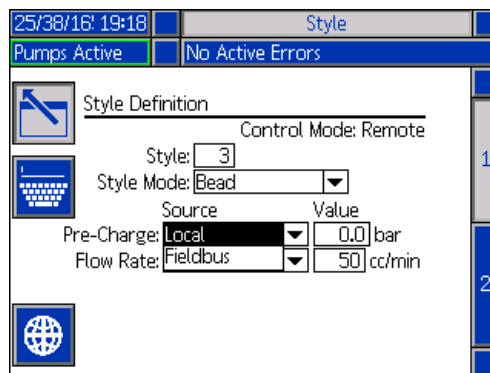 25/38/16! 19:18 Style
Pumps Active No Active Errors
Style Definition
Control Mode: Remote
Style: 3
Style Mode: Bead
Source Value
Pre-Charge: Local 0.0 bar
Flow Rate: Fieldbus 50 cc/min
1
2